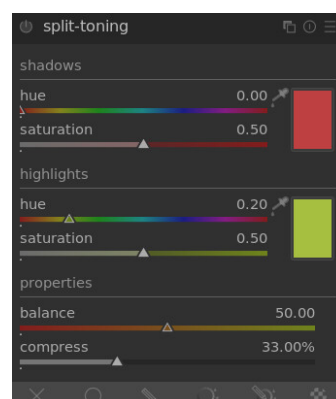 split-toning
shadows
hue 0.00
saturation 0.50
highlights
hue 0.20
saturation 0.50
properties
balance 50.00
compress 33.00%